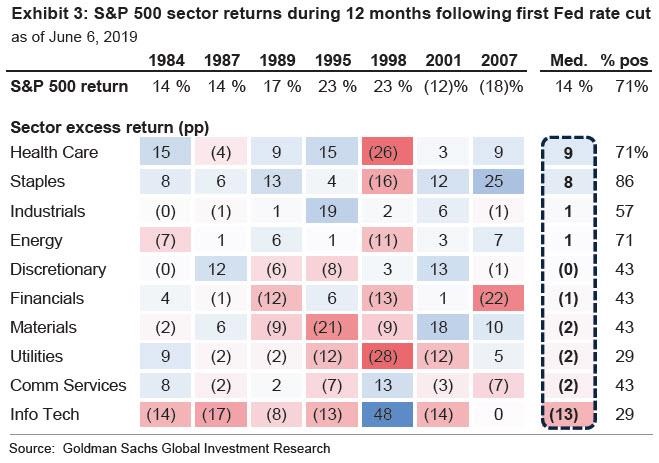 Exhibit 3: S&P 500 sector returns during 12 months following first Fed rate cut
as of June 6, 2019
1984 1987 1989 1995 1998 2001 2007 Med. % pos
S&P 500 return 14 % 14 % 17 % 23 % 23 % (12)% (18)% 14 % 71%
Sector excess return (pp)
Health Care 15 (4) 9 15 (26) 3 9 9 71%
Staples 8 6 13 4 (16) 12 25 8 86
Industrials (0) (1) 1 19 2 6 (1) 1 57
Energy (7) 1 6 1 (11) 3 7 1 71
Discretionary (0) 12 (6) (8) 3 13 (1) (0) 43
Financials 4 (1) (12) 6 (13) 1 (22) (1) 43
Materials (2) 6 (9) (21) (9) 18 10 (2) 43
Utilities 9 (2) (2) (12) (28) (12) 5 (2) 29
Comm Services 8 (2) 2 (7) 13 (3) (7) (2) 43
Info Tech (14) (17) (8) (13) 48 (14) 0 (13) 29
Source: Goldman Sachs Global Investment Research